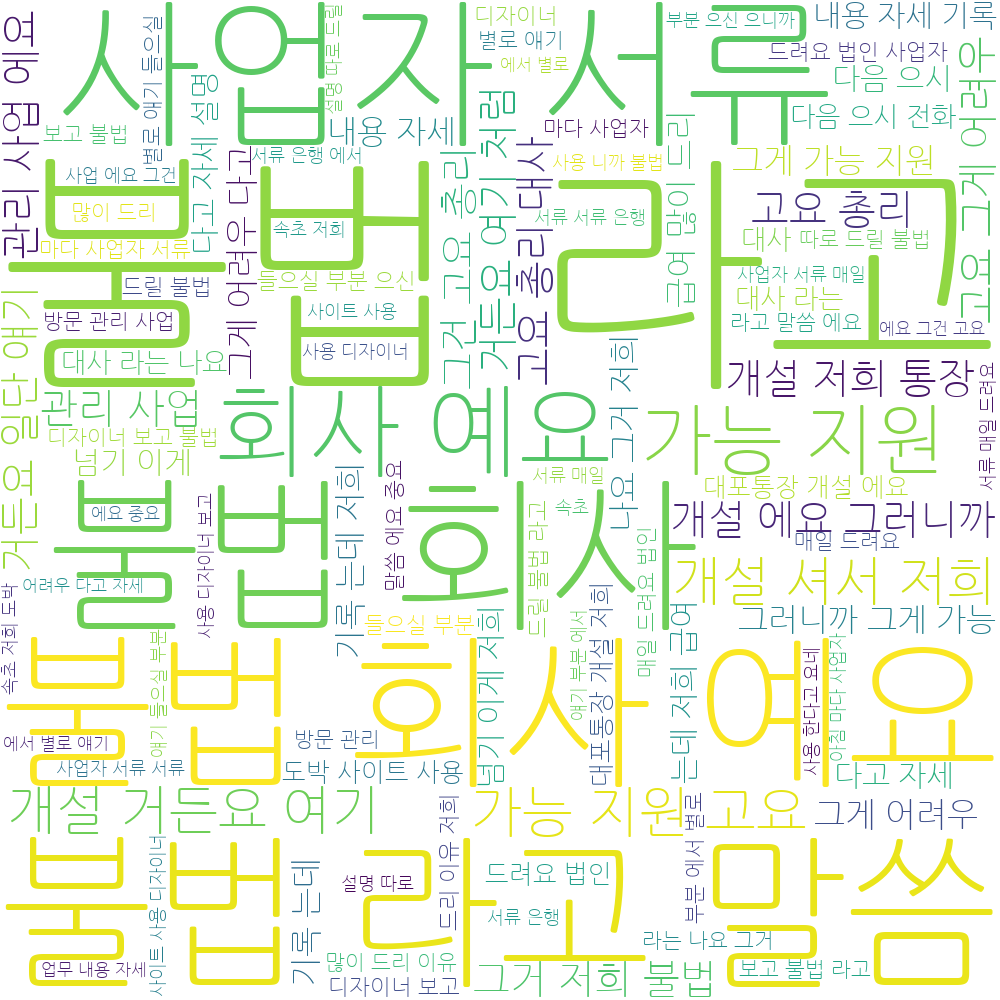 사업자 서류
불법 라고
회사 예요
불법 회사
불법 회사 예요
불법 라고 말씀
관리 사업 에요
별로 얘기 들으실
설명 따로 드릴
디자이너
별로 얘기
에서 별로
부분 으신 으니까
내용 자세 기록
드려요 법인 사업자
다음 으시
다음 으시 전화
그게 어려우
고요 그게 어려우
보고 불법
다고 자세 설명
내용 자세
마다 사업자
서류 은행 에서
사용 니까 불법
그게 가능 지원
사업 에요 그건
많이 드리
마다 사업자 서류
드릴 불법
속초 저희
들으실 부분 으신
서류 서류 은행
고요 총리
대사 따로 드릴 불법
사업자 서류 매일
대사 라는
라고 말씀 에요
에요 그건 고요
그게 어려우 다고
그건 고요 총리
거든요 여기 처럼
고요 총리 대사
급여 많이 드리
방문 관리 사업
사이트 사용
사용 디자이너
대사 라는 나요
거든요 일단 얘기
관리 사업
개설 저희 통장
가능 지원
디자이너 보고 불법
넘기 이게
서류 매일
대포통장 개설 에요
서류 매일 드려요
나요 그거 저희
개설 에요 그러니까
매일 드려요
에요 중요
사용 디자이너 보고
기록 는데 저희
말씀 에요 중요
속초
드릴 불법 라고
개설 셔서 저희
어려우 다고 자세
들으실 부분
그러니까 그게 가능
속초 저희 도박
얘기 들으실 부분
넘기 이게 저희
얘기 부분 에서
대포통장 개설 저희
매일 드려요 법인
는데 저희 급여
사용 한다고 요네
아침 마다 사업자
에서 별로 얘기
방문 관리
사업자 서류 서류
도박 사이트 사용
다고 자세
개설 거든요 여기
가능 지원 고요
그게 어려우
사이트 사용 디자이너
기록 는데
설명 따로
드리 이유 저희
드려요 법인
서류 은행
부분 에서 별로
라는 나요 그거
업무 내용 자세
많이 드리 이유
디자이너 보고
그거 저희 불법
보고 불법 라고